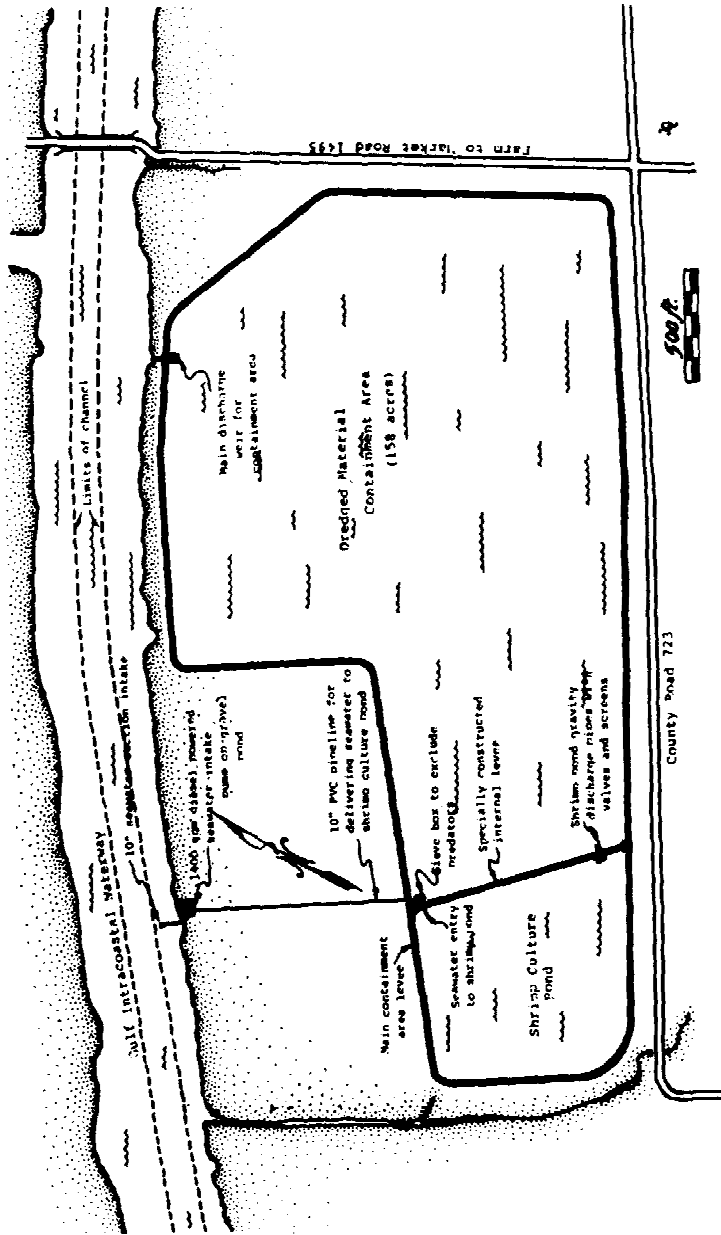 Farm to Market Road 1495
500 ft.
Limits of channel
Main discharge
weir for
containment area
Dredged Material
Containment Area
(158 acres)
County Road 723
Gulf Intracoastal Waterway
10" suction intake
1400 gpm diesel powered
seawater intake
pump on gravel
10" PVC pipeline for
delivering seawater to
shrimp culture pond
Sieve box to exclude
predators
Specially constructed
internal levee
Shrimp pond gravity
discharge pipes with
valves and screens
Main containment
area levee
Seawater entry
to shrimp pond
Shrimp Culture
Pond